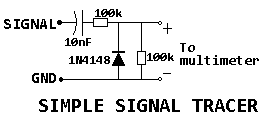 100k
SIGNAL
+
10nF
To
1N4148
100k
multimeter
GND
–
SIMPLE SIGNAL TRACER